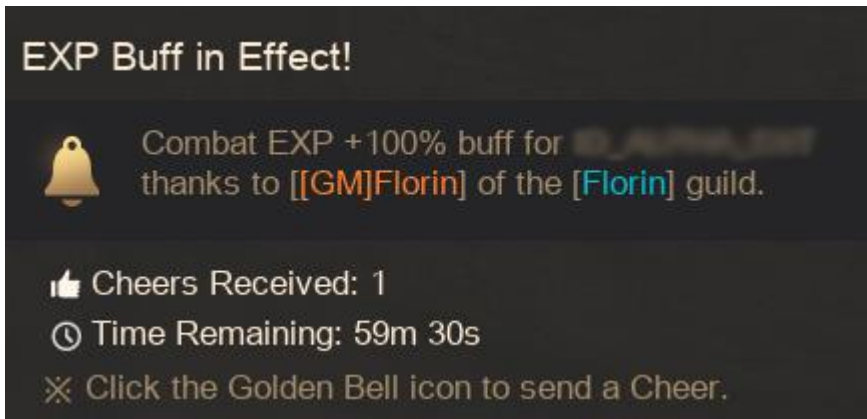 EXP Buff in Effect!
Combat EXP +100% buff for
thanks to [[GM]Florin] of the [Florin] guild.
Cheers Received: 1
Time Remaining: 59m 30s
※ Click the Golden Bell icon to send a Cheer.